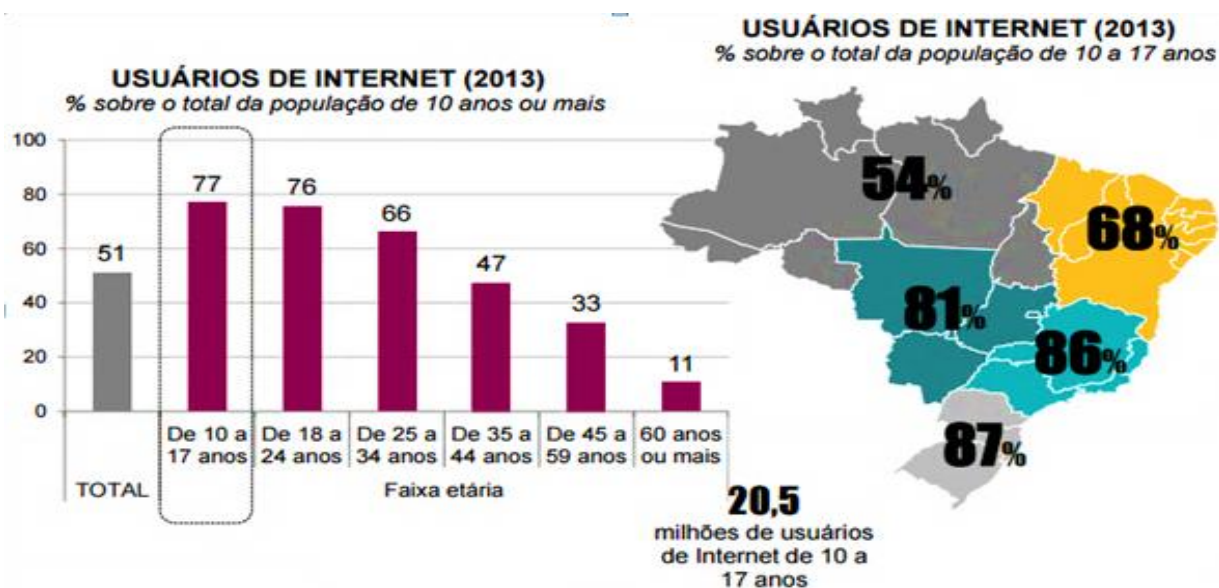 USUÁRIOS DE INTERNET (2013)
% sobre o total da população de 10 anos ou mais
100
80
60
40
20
0
51
77
76
66
47
33
11
De 10 a
17 anos
De 18 a
24 anos
De 25 a
34 anos
De 35 a
44 anos
De 45 a
59 anos
60 anos
ou mais
TOTAL
Faixa etária
USUÁRIOS DE INTERNET (2013)
% sobre o total da população de 10 a 17 anos
54%
68%
81%
86%
87%
20,5
milhões de usuários
de Internet de 10 a
17 anos